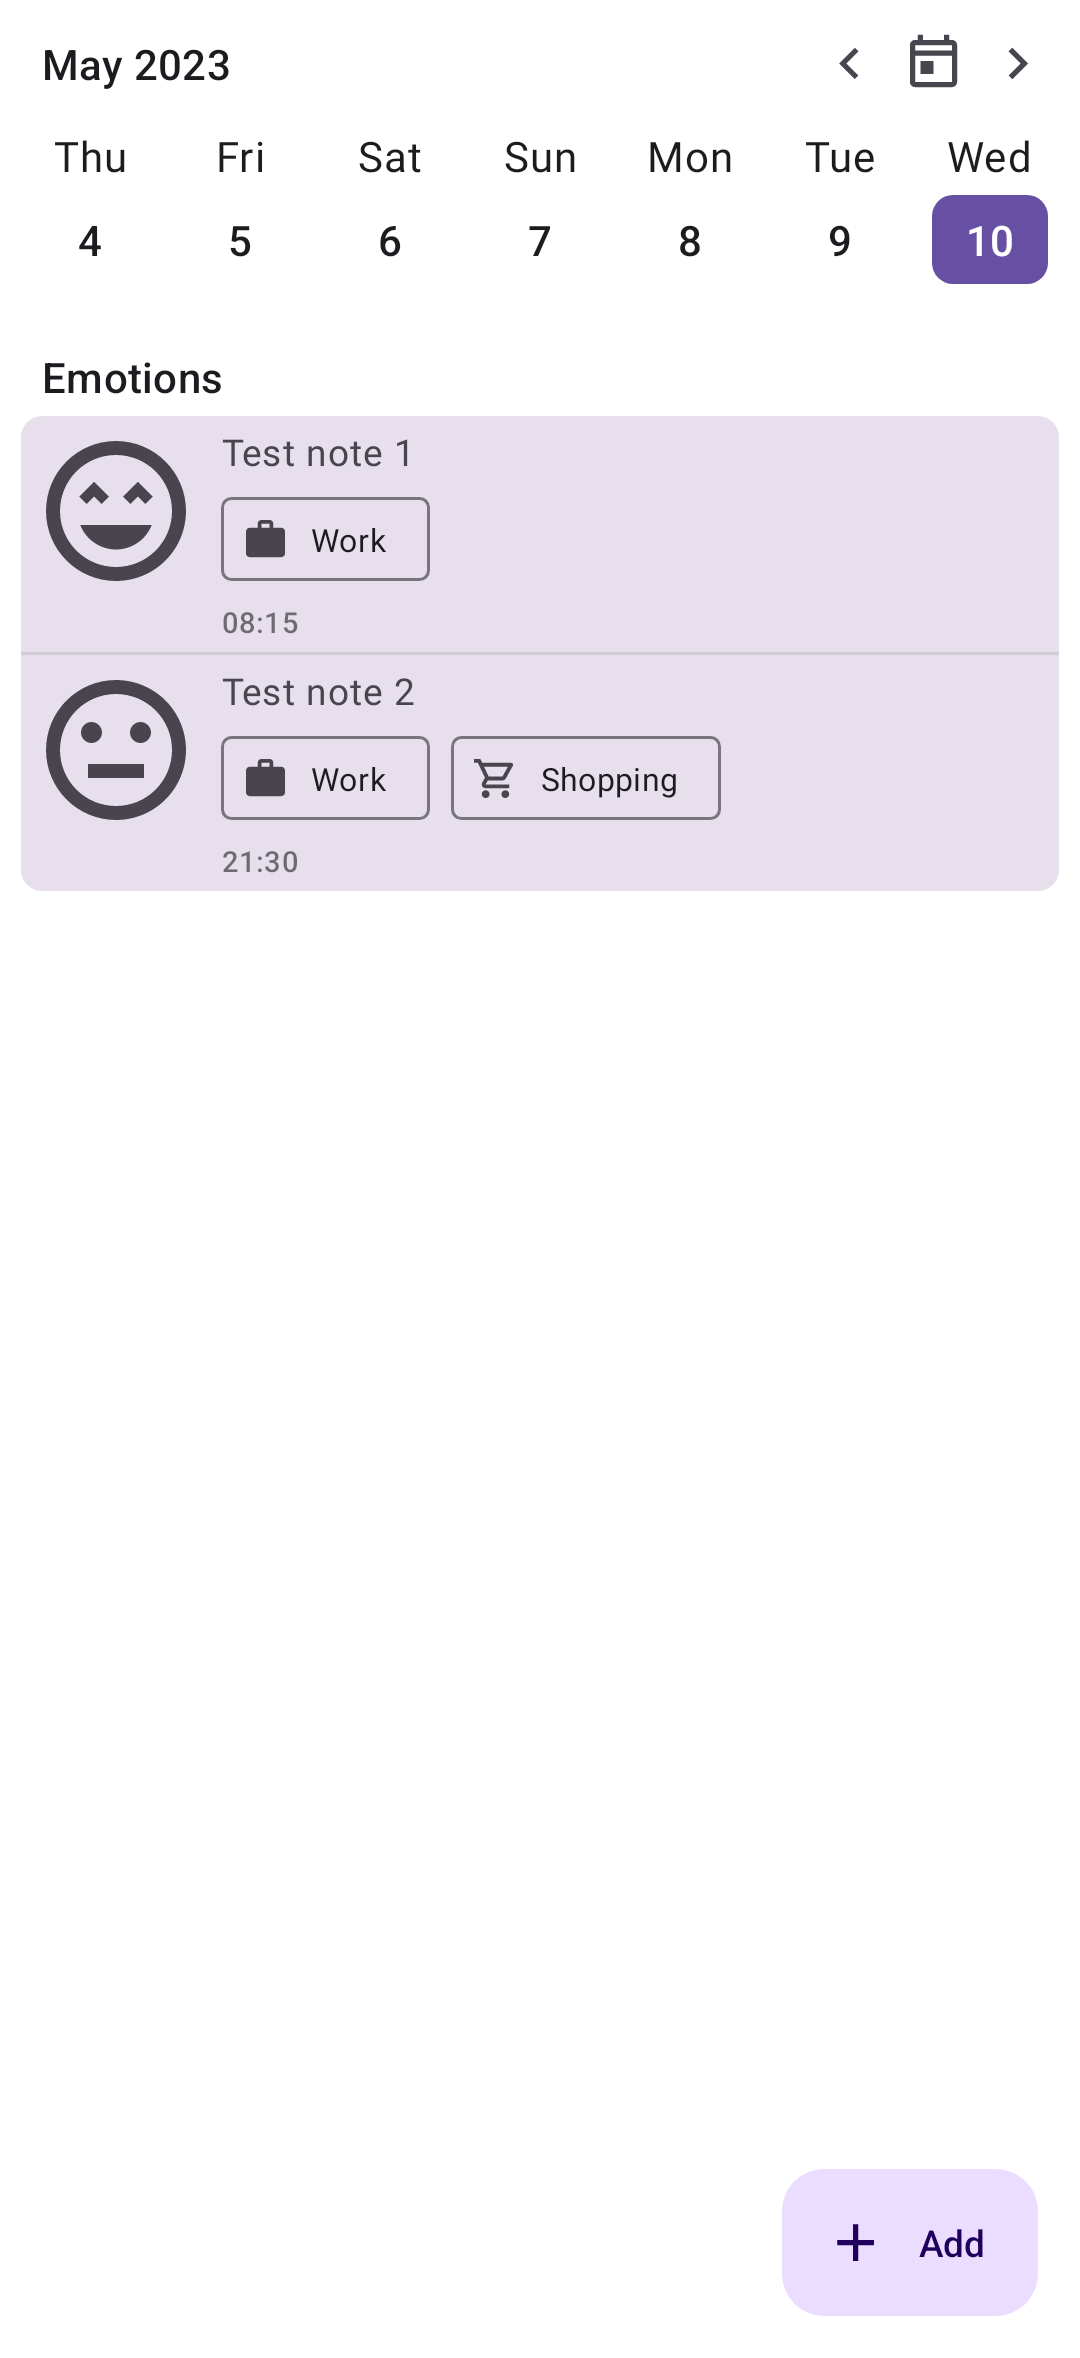 May 2023
Thu Fri Sat Sun Mon Tue Wed
4 5 6 7 8 9 10
Emotions
Test note 1
Work
08:15
Test note 2
Work Shopping
21:30
Add